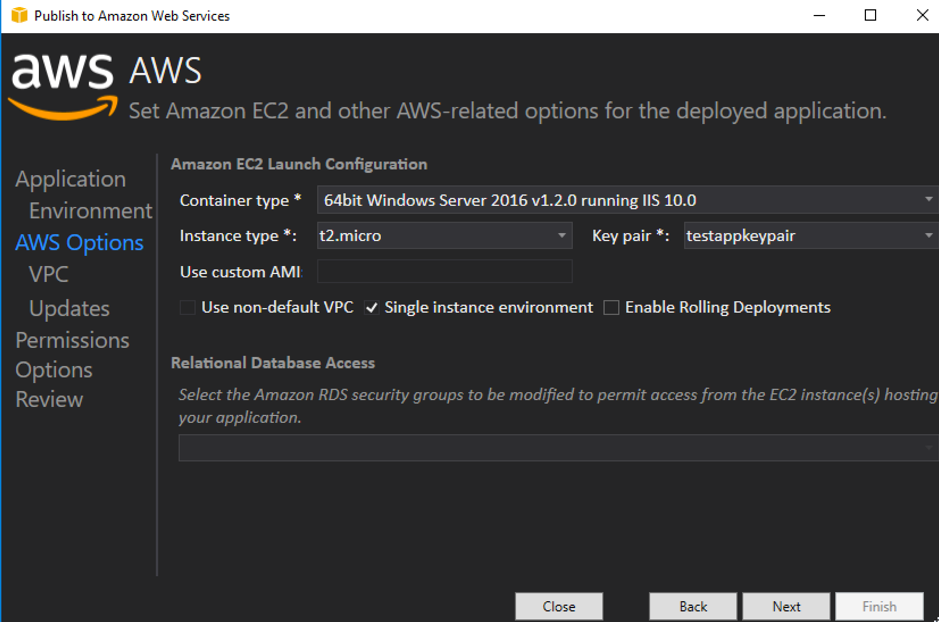 Publish to Amazon Web Services
aws AWS
Set Amazon EC2 and other AWS-related options for the deployed application.
Application
Environment
AWS Options
VPC
Updates
Permissions
Options
Review
Amazon EC2 Launch Configuration
Container type * 64bit Windows Server 2016 v1.2.0 running IIS 10.0
Instance type *: t2.micro Key pair *: testappkeypair
Use custom AMI:
Use non-default VPC Single instance environment Enable Rolling Deployments
Relational Database Access
Select the Amazon RDS security groups to be modified to permit access from the EC2 instance(s) hosting
your application.
Close Back Next Finish